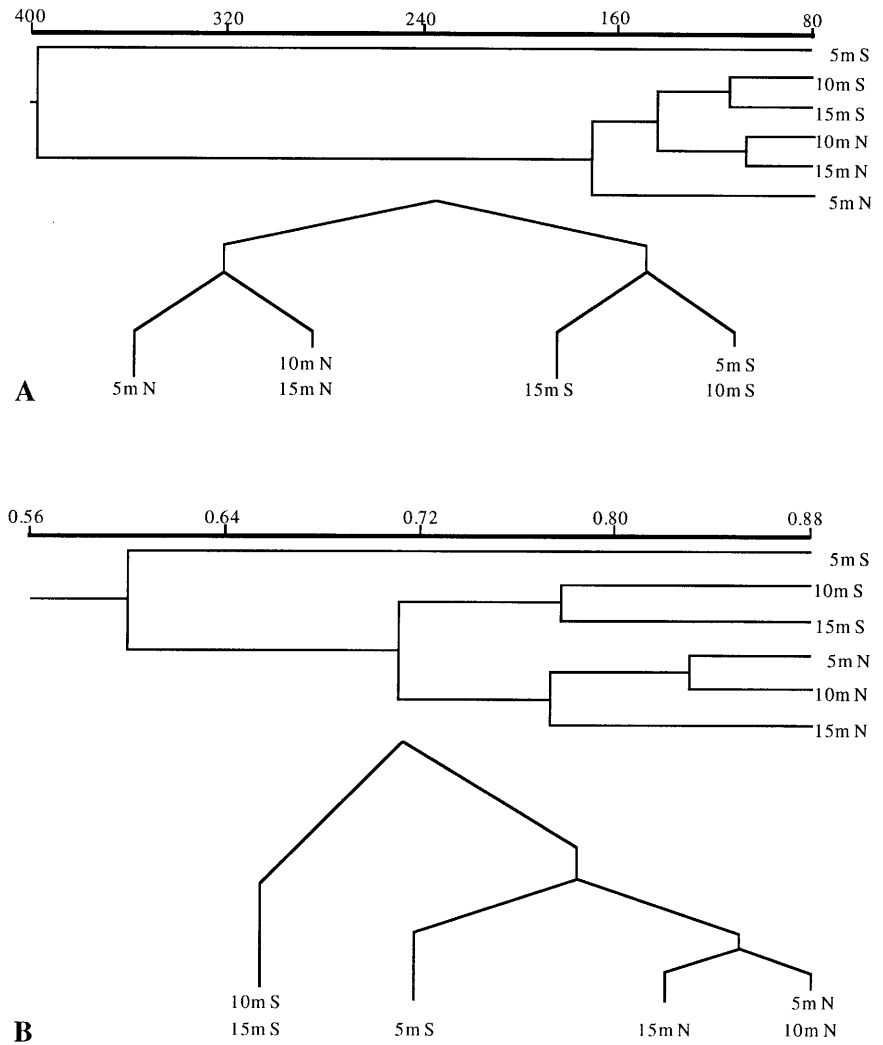 400 320 240 160 80
5m S
10m S
15m S
10m N
15m N
5m N
10m N 5m S
A 5m N 15m N 15m S 10m S
0.56 0.64 0.72 0.80 0.88
5m S
10m S
15m S
5m N
10m N
15m N
10m S 5m N
B 15m S 5m S 15m N 10m N